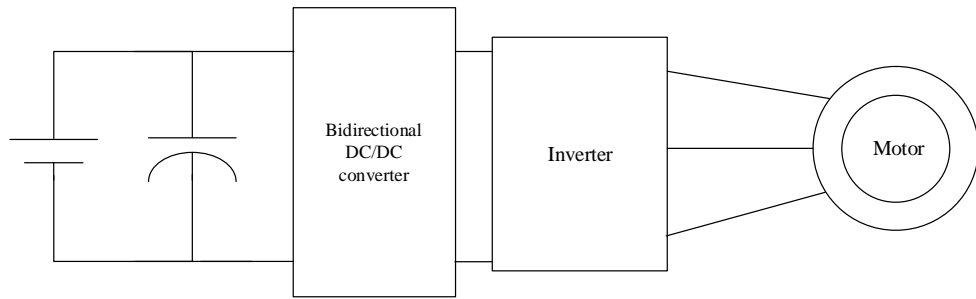 Bidirectional
DC/DC
converter
Inverter
Motor